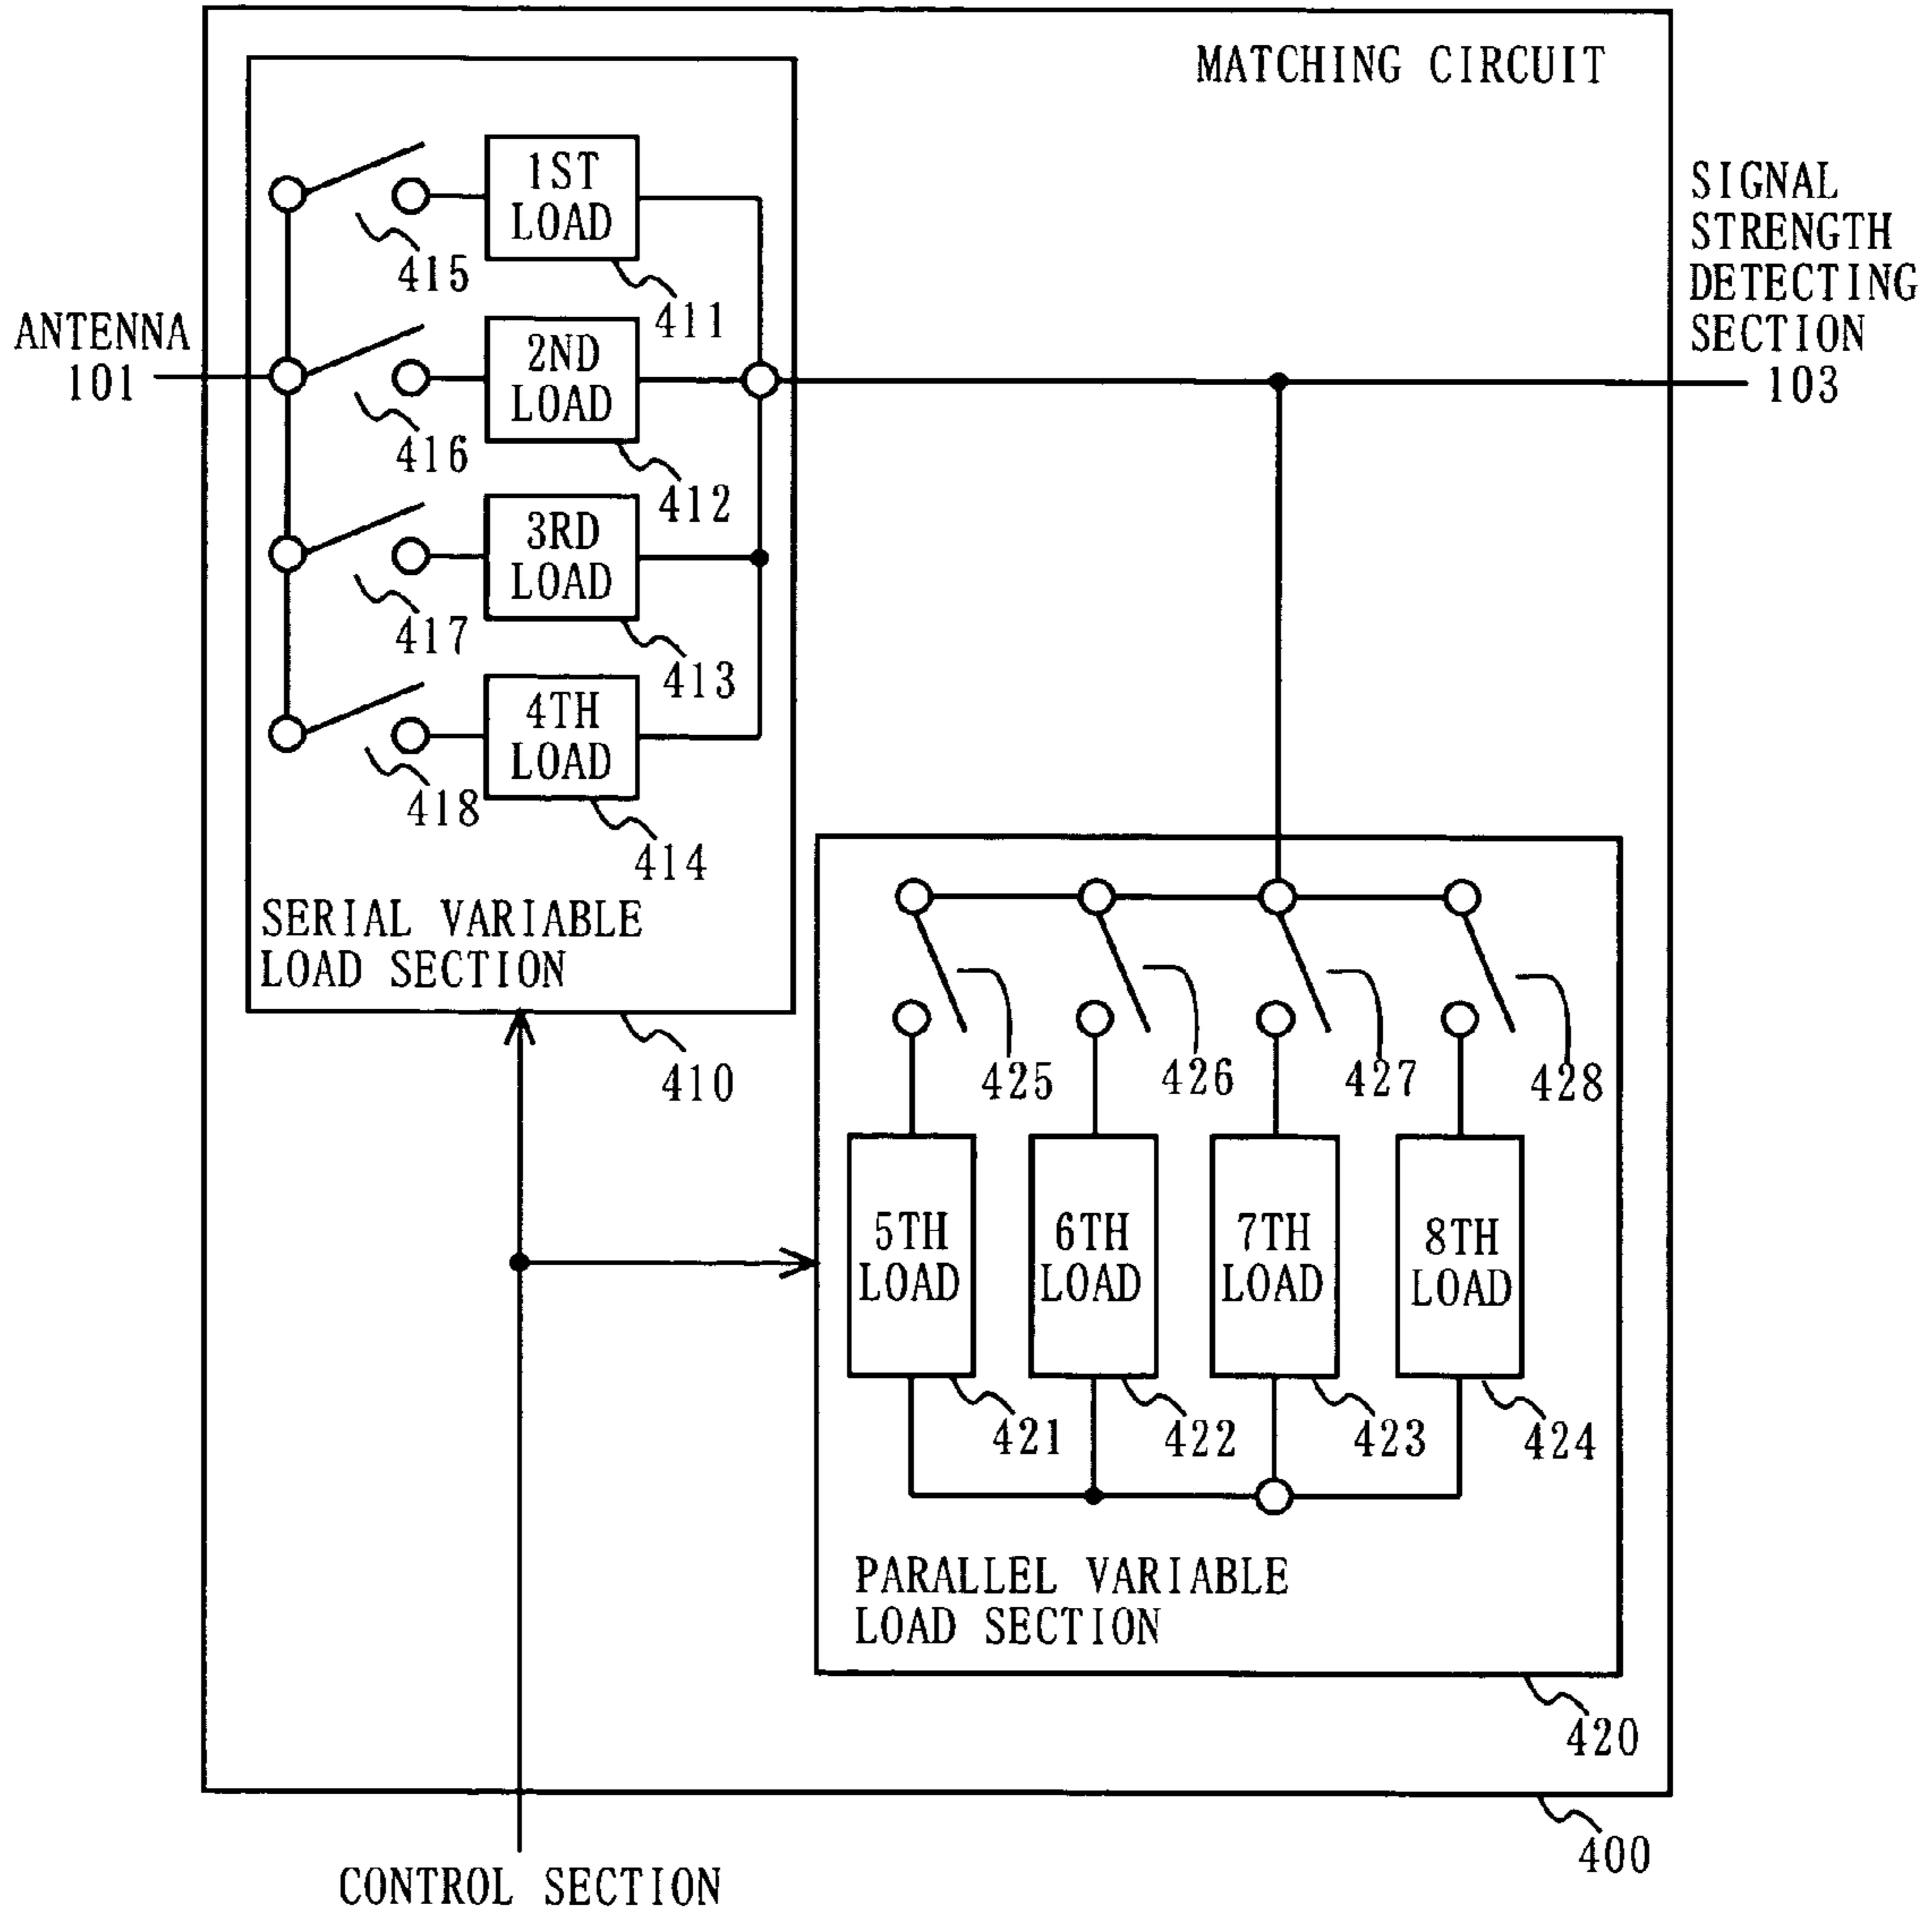 MATCHING CIRCUIT
SIGNAL
STRENGTH
DETECTING
SECTION
103
ANTENNA
101
1ST
LOAD
415
411
2ND
LOAD
416
412
3RD
LOAD
417
413
4TH
LOAD
418
414
SERIAL VARIABLE
LOAD SECTION
410
425
426
427
428
5TH
LOAD
6TH
LOAD
7TH
LOAD
8TH
LOAD
421
422
423
424
PARALLEL VARIABLE
LOAD SECTION
420
400
CONTROL SECTION